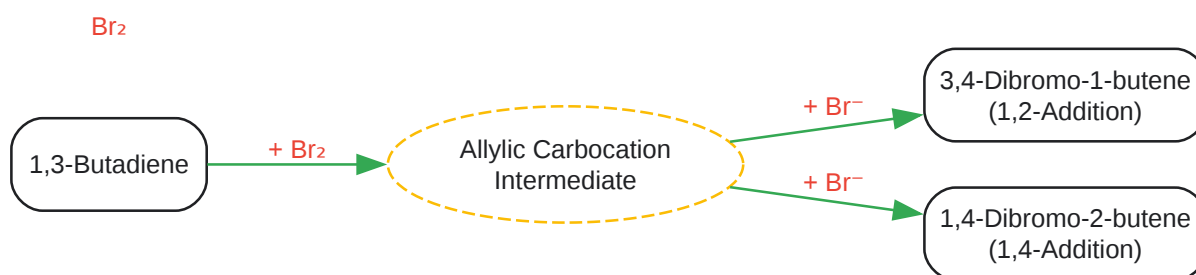 Br₂
1,3-Butadiene
+ Br₂
Allylic Carbocation
Intermediate
+ Br⁻
3,4-Dibromo-1-butene
(1,2-Addition)
+ Br⁻
1,4-Dibromo-2-butene
(1,4-Addition)